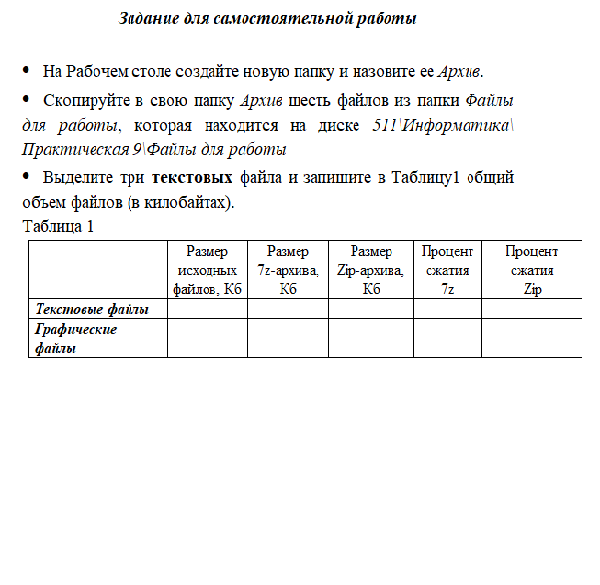 Здание для самостоятельной работы
• На Рабочем столе создайте новую папку и назовите ее Архив.
• Скопируйте в свою папку Архив шесть файлов из папки Файлы
для работы, которая находится на диске 511\Информатика\
Практическая 9\Файлы для работы
• Выделите три текстовых файла и запишите в Таблицу1 общий
объем файлов (в килобайтах).
Таблица 1
Размер исходных файлов, Кб
Размер 7z-архива, Кб
Размер Zip-архива, Кб
Процент сжатия 7z
Процент сжатия Zip
Текстовые файлы
Графические
файлы